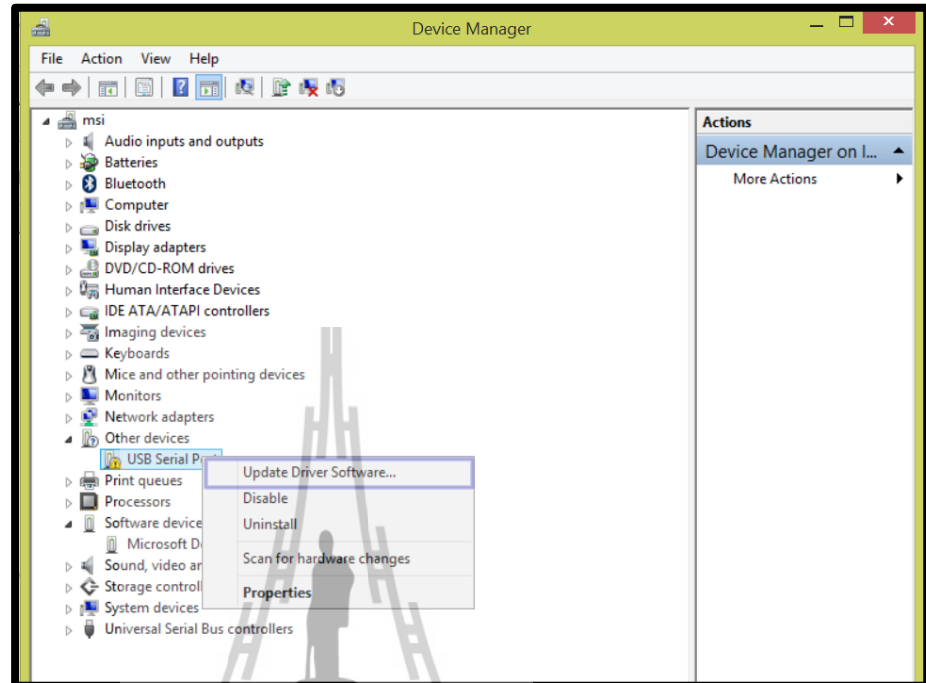 Device Manager
File Action View Help
msi
Audio inputs and outputs
Batteries
Bluetooth
Computer
Disk drives
Display adapters
DVD/CD-ROM drives
Human Interface Devices
IDE ATA/ATAPI controllers
Imaging devices
Keyboards
Mice and other pointing devices
Monitors
Network adapters
Other devices
USB Serial P
Print queues
Processors
Software device
Microsoft D
Sound, video ar
Storage controll
System devices
Universal Serial Bus controllers
Update Driver Software...
Disable
Uninstall
Scan for hardware changes
Properties
Actions
Device Manager on l...
More Actions